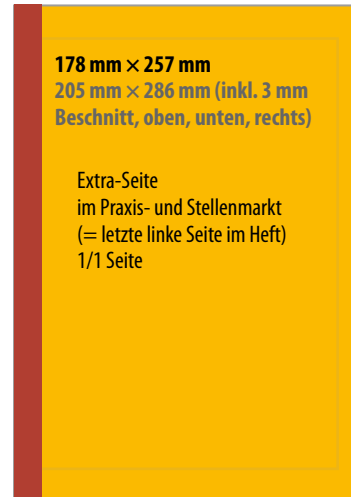 178 mm × 257 mm
205 mm × 286 mm (inkl. 3 mm
Beschnitt, oben, unten, rechts)
Extra-Seite
im Praxis- und Stellenmarkt
(= letzte linke Seite im Heft)
1/1 Seite